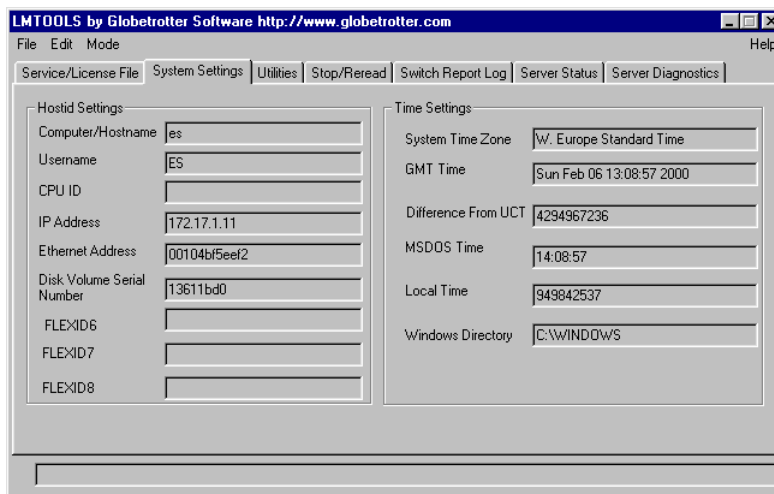 LMTOOLS by Globetrotter Software http://www.globetrotter.com
File Edit Mode Help
Service/License File System Settings Utilities Stop/Reread Switch Report Log Server Status Server Diagnostics
Hostid Settings
Computer/Hostname es
Username ES
CPU ID
IP Address 172.17.1.11
Ethernet Address 00104bf5eef2
Disk Volume Serial
Number 13611bd0
FLEXID6
FLEXID7
FLEXID8
Time Settings
System Time Zone W. Europe Standard Time
GMT Time Sun Feb 06 13:08:57 2000
Difference From UCT 4294967236
MSDOS Time 14:08:57
Local Time 949842537
Windows Directory C:\WINDOWS